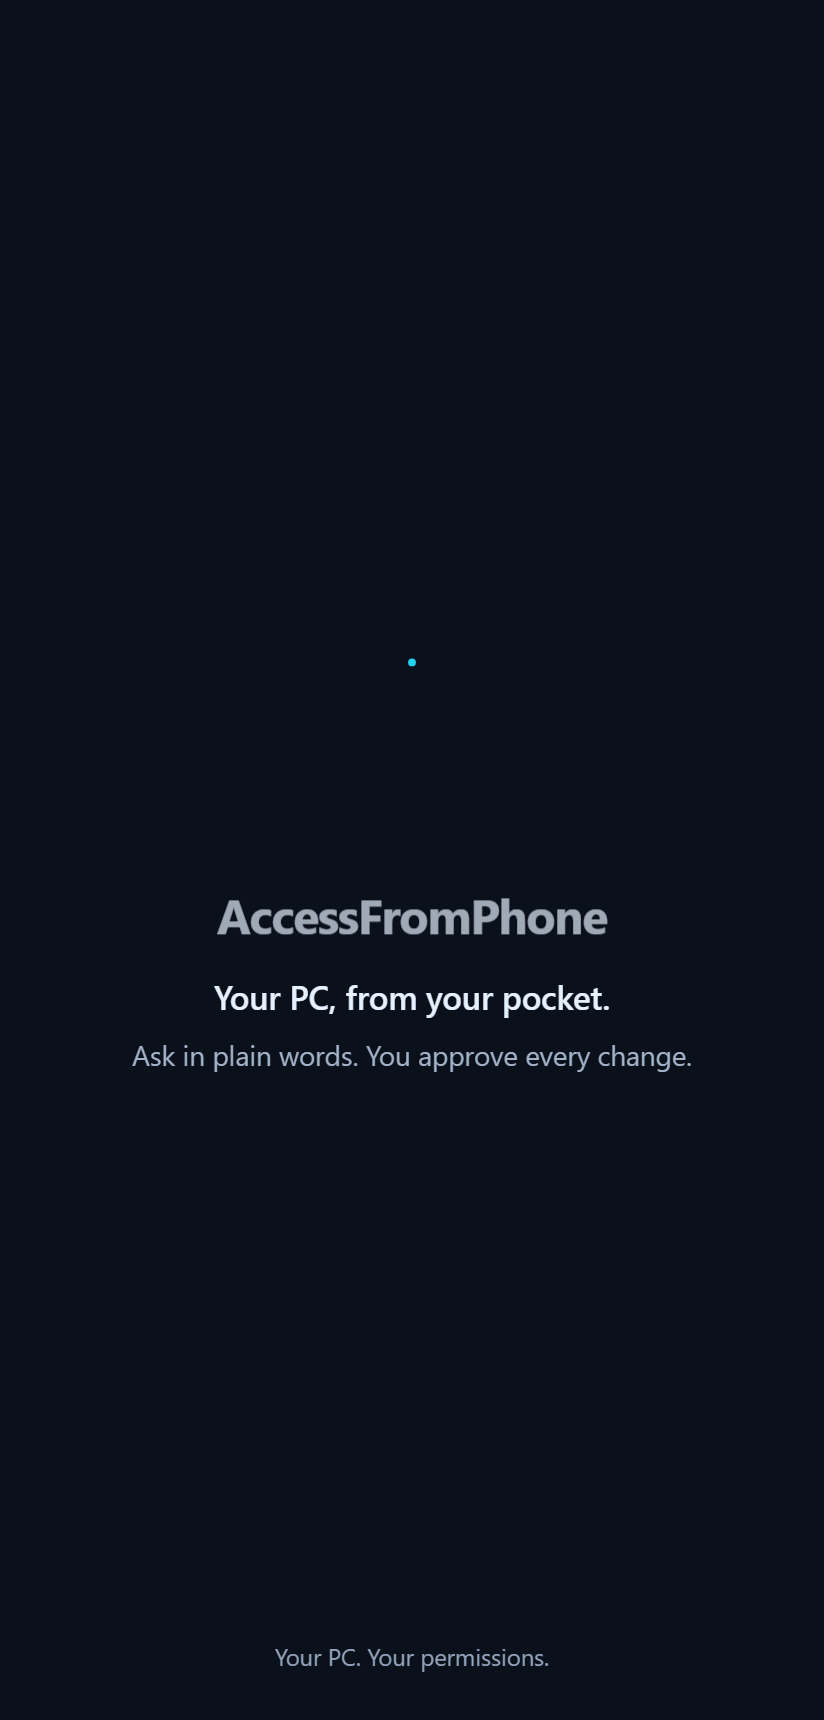 AccessFromPhone
Your PC, from your pocket.
Ask in plain words. You approve every change.
Your PC. Your permissions.